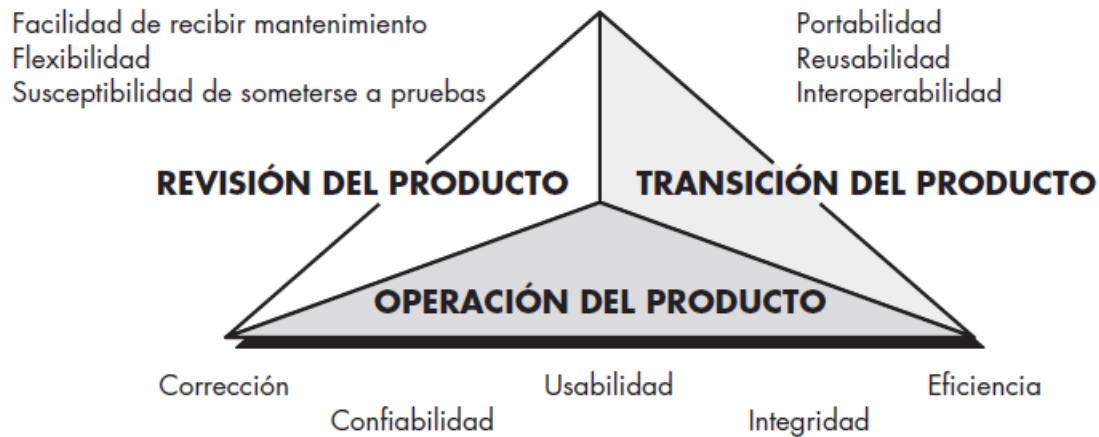 Facilidad de recibir mantenimiento
Flexibilidad
Susceptibilidad de someterse a pruebas
Portabilidad
Reusabilidad
Interoperabilidad
REVISIÓN DEL PRODUCTO
TRANSICIÓN DEL PRODUCTO
OPERACIÓN DEL PRODUCTO
Corrección
Usabilidad
Eficiencia
Confiabilidad
Integridad